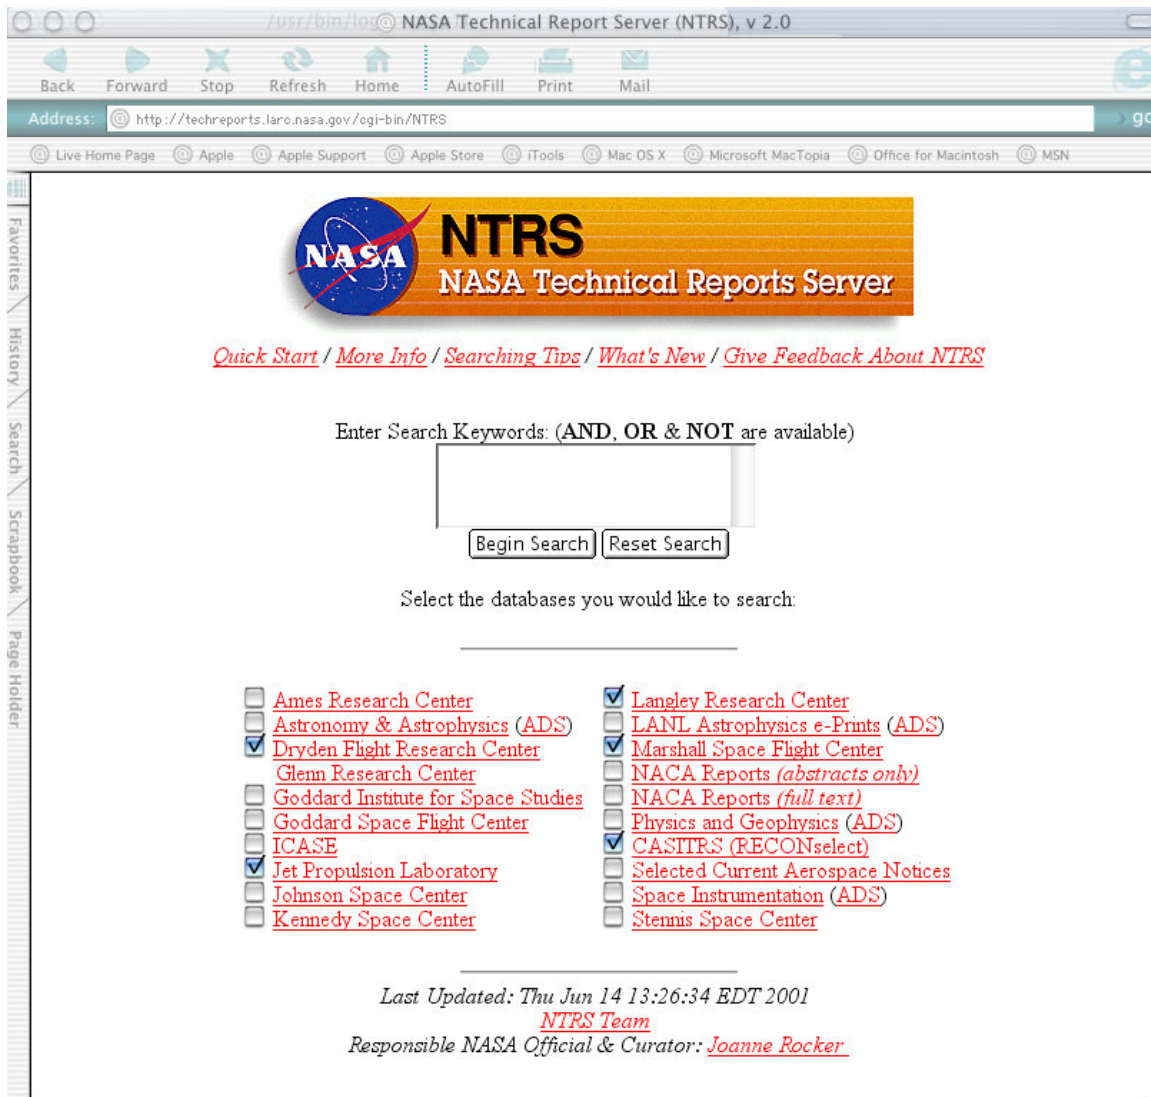 /usr/bin/log @ NASA Technical Report Server (NTRS), v 2.0
Back Forward Stop Refresh Home AutoFill Print Mail
Address: @ http://techreports.larc.nasa.gov/cgi-bin/NTRS go
@ Live Home Page @ Apple @ Apple Support @ Apple Store @ iTools @ Mac OS X @ Microsoft MacTopia @ Office for Macintosh @ MSN
Favorites
History
Search
Scrapbook
Page Holder
NASA
NTRS
NASA Technical Reports Server
Quick Start / More Info / Searching Tips / What's New / Give Feedback About NTRS
Enter Search Keywords: (AND, OR & NOT are available)
Begin Search Reset Search
Select the databases you would like to search:
Ames Research Center
Astronomy & Astrophysics (ADS)
Dryden Flight Research Center
Glenn Research Center
Goddard Institute for Space Studies
Goddard Space Flight Center
ICASE
Jet Propulsion Laboratory
Johnson Space Center
Kennedy Space Center
Langley Research Center
LANL Astrophysics e-Prints (ADS)
Marshall Space Flight Center
NACA Reports (abstracts only)
NACA Reports (full text)
Physics and Geophysics (ADS)
CASITRS (RECONselect)
Selected Current Aerospace Notices
Space Instrumentation (ADS)
Stennis Space Center
Last Updated: Thu Jun 14 13:26:34 EDT 2001
NTRS Team
Responsible NASA Official & Curator: Joanne Rocker